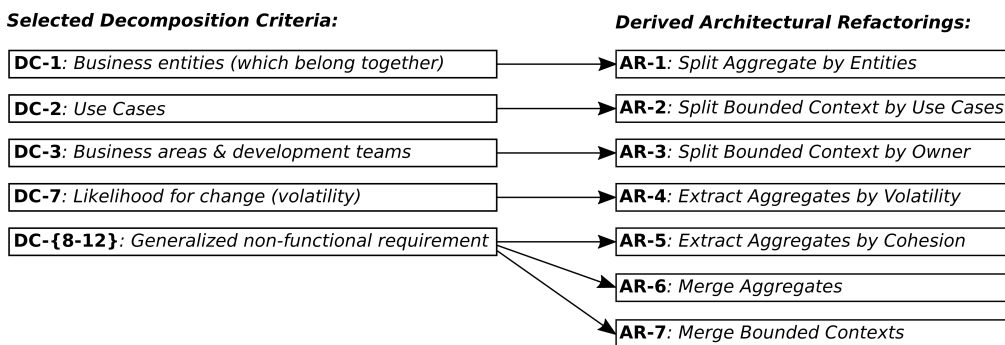 Selected Decomposition Criteria:
Derived Architectural Refactorings:
DC-1: Business entities (which belong together)
AR-1: Split Aggregate by Entities
DC-2: Use Cases
AR-2: Split Bounded Context by Use Cases
DC-3: Business areas & development teams
AR-3: Split Bounded Context by Owner
DC-7: Likelihood for change (volatility)
AR-4: Extract Aggregates by Volatility
DC-{8-12}: Generalized non-functional requirement
AR-5: Extract Aggregates by Cohesion
AR-6: Merge Aggregates
AR-7: Merge Bounded Contexts